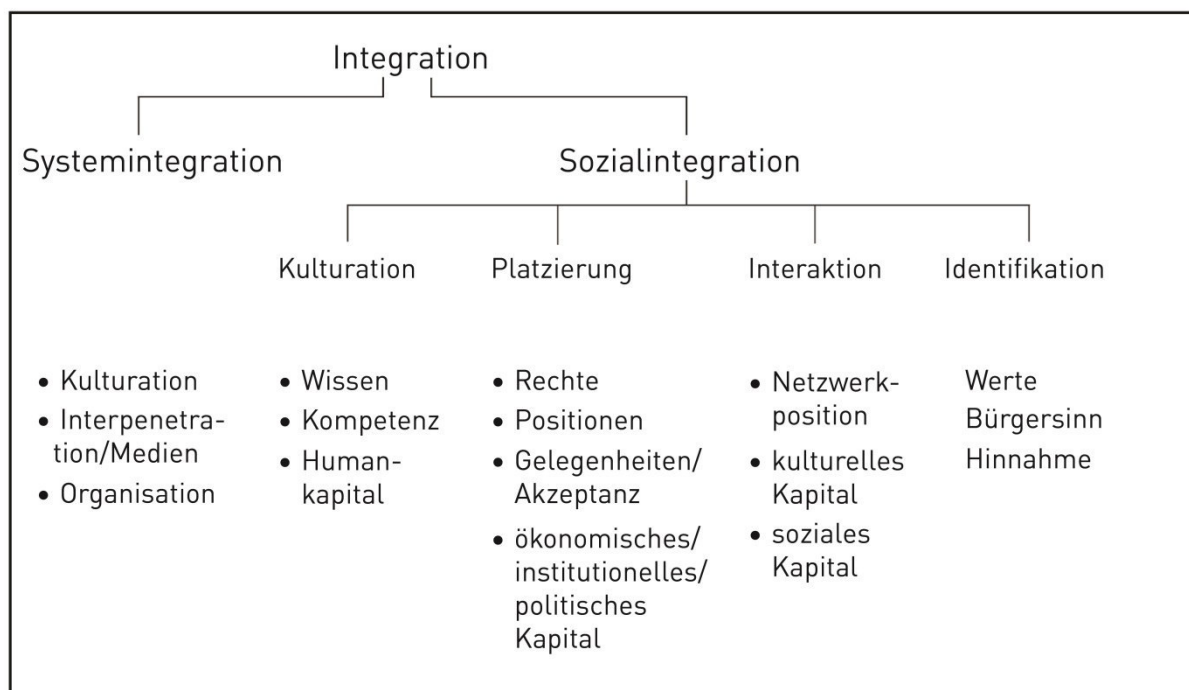 Integration
Systemintegration
Sozialintegration
Kulturation
Platzierung
Interaktion
Identifikation
• Kulturation
• Interpenetra-
tion/Medien
• Organisation
• Wissen
• Kompetenz
• Human-
kapital
• Rechte
• Positionen
• Gelegenheiten/
Akzeptanz
• ökonomisches/
institutionelles/
politisches
Kapital
• Netzwerk-
position
• kulturelles
Kapital
• soziales
Kapital
Werte
Bürgersinn
Hinnahme